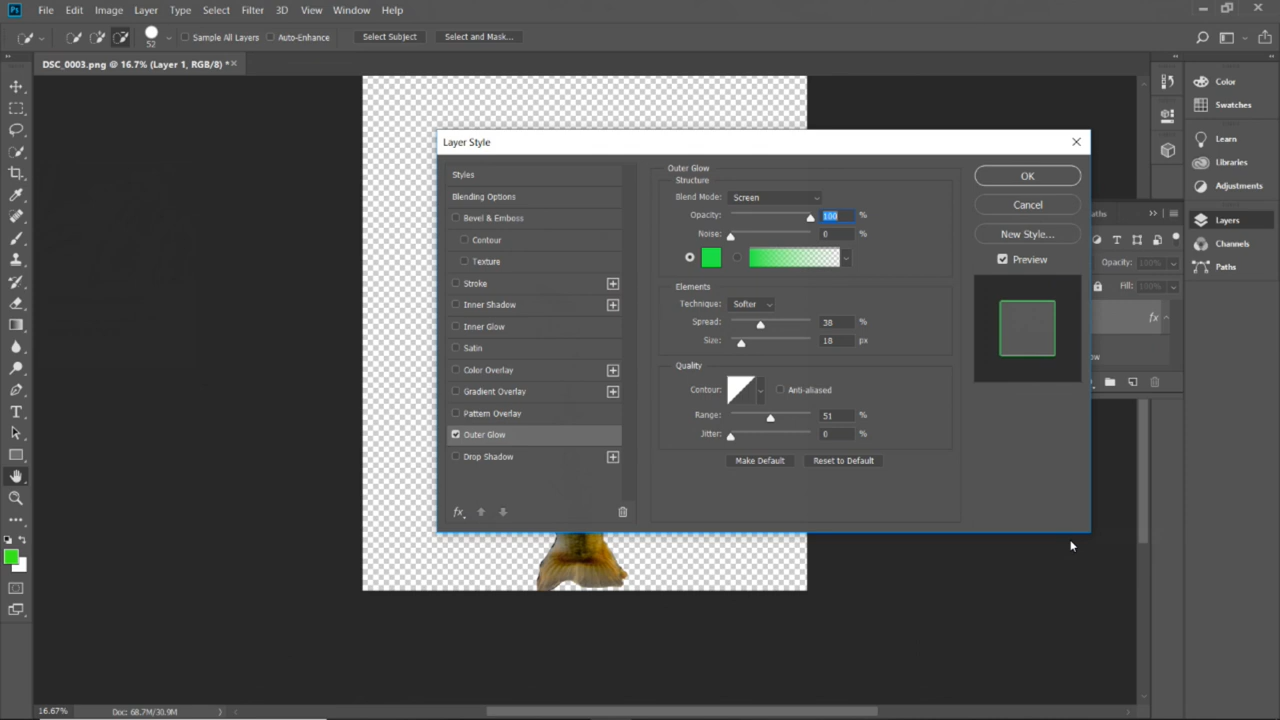 Ps File Edit Image Layer Type Select Filter 3D View Window Help
52 Sample All Layers Auto-Enhance Select Subject Select and Mask...
DSC_0003.png @ 16.7% (Layer 1, RGB/8) * ×
Color
Swatches
Learn
Libraries
Adjustments
Layers
Channels
Paths
Opacity: 100%
Fill: 100%
fx
Layer Style
Styles
Blending Options
Bevel & Emboss
Contour
Texture
Stroke
Inner Shadow
Inner Glow
Satin
Color Overlay
Gradient Overlay
Pattern Overlay
Outer Glow
Drop Shadow
fx
Outer Glow
Structure
Blend Mode: Screen
Opacity: 100 %
Noise: 0 %
Elements
Technique: Softer
Spread: 38 %
Size: 18 px
Quality
Contour: Anti-aliased
Range: 51 %
Jitter: 0 %
Make Default Reset to Default
OK
Cancel
New Style...
Preview
T
16.67% Doc: 68.7M/30.9M